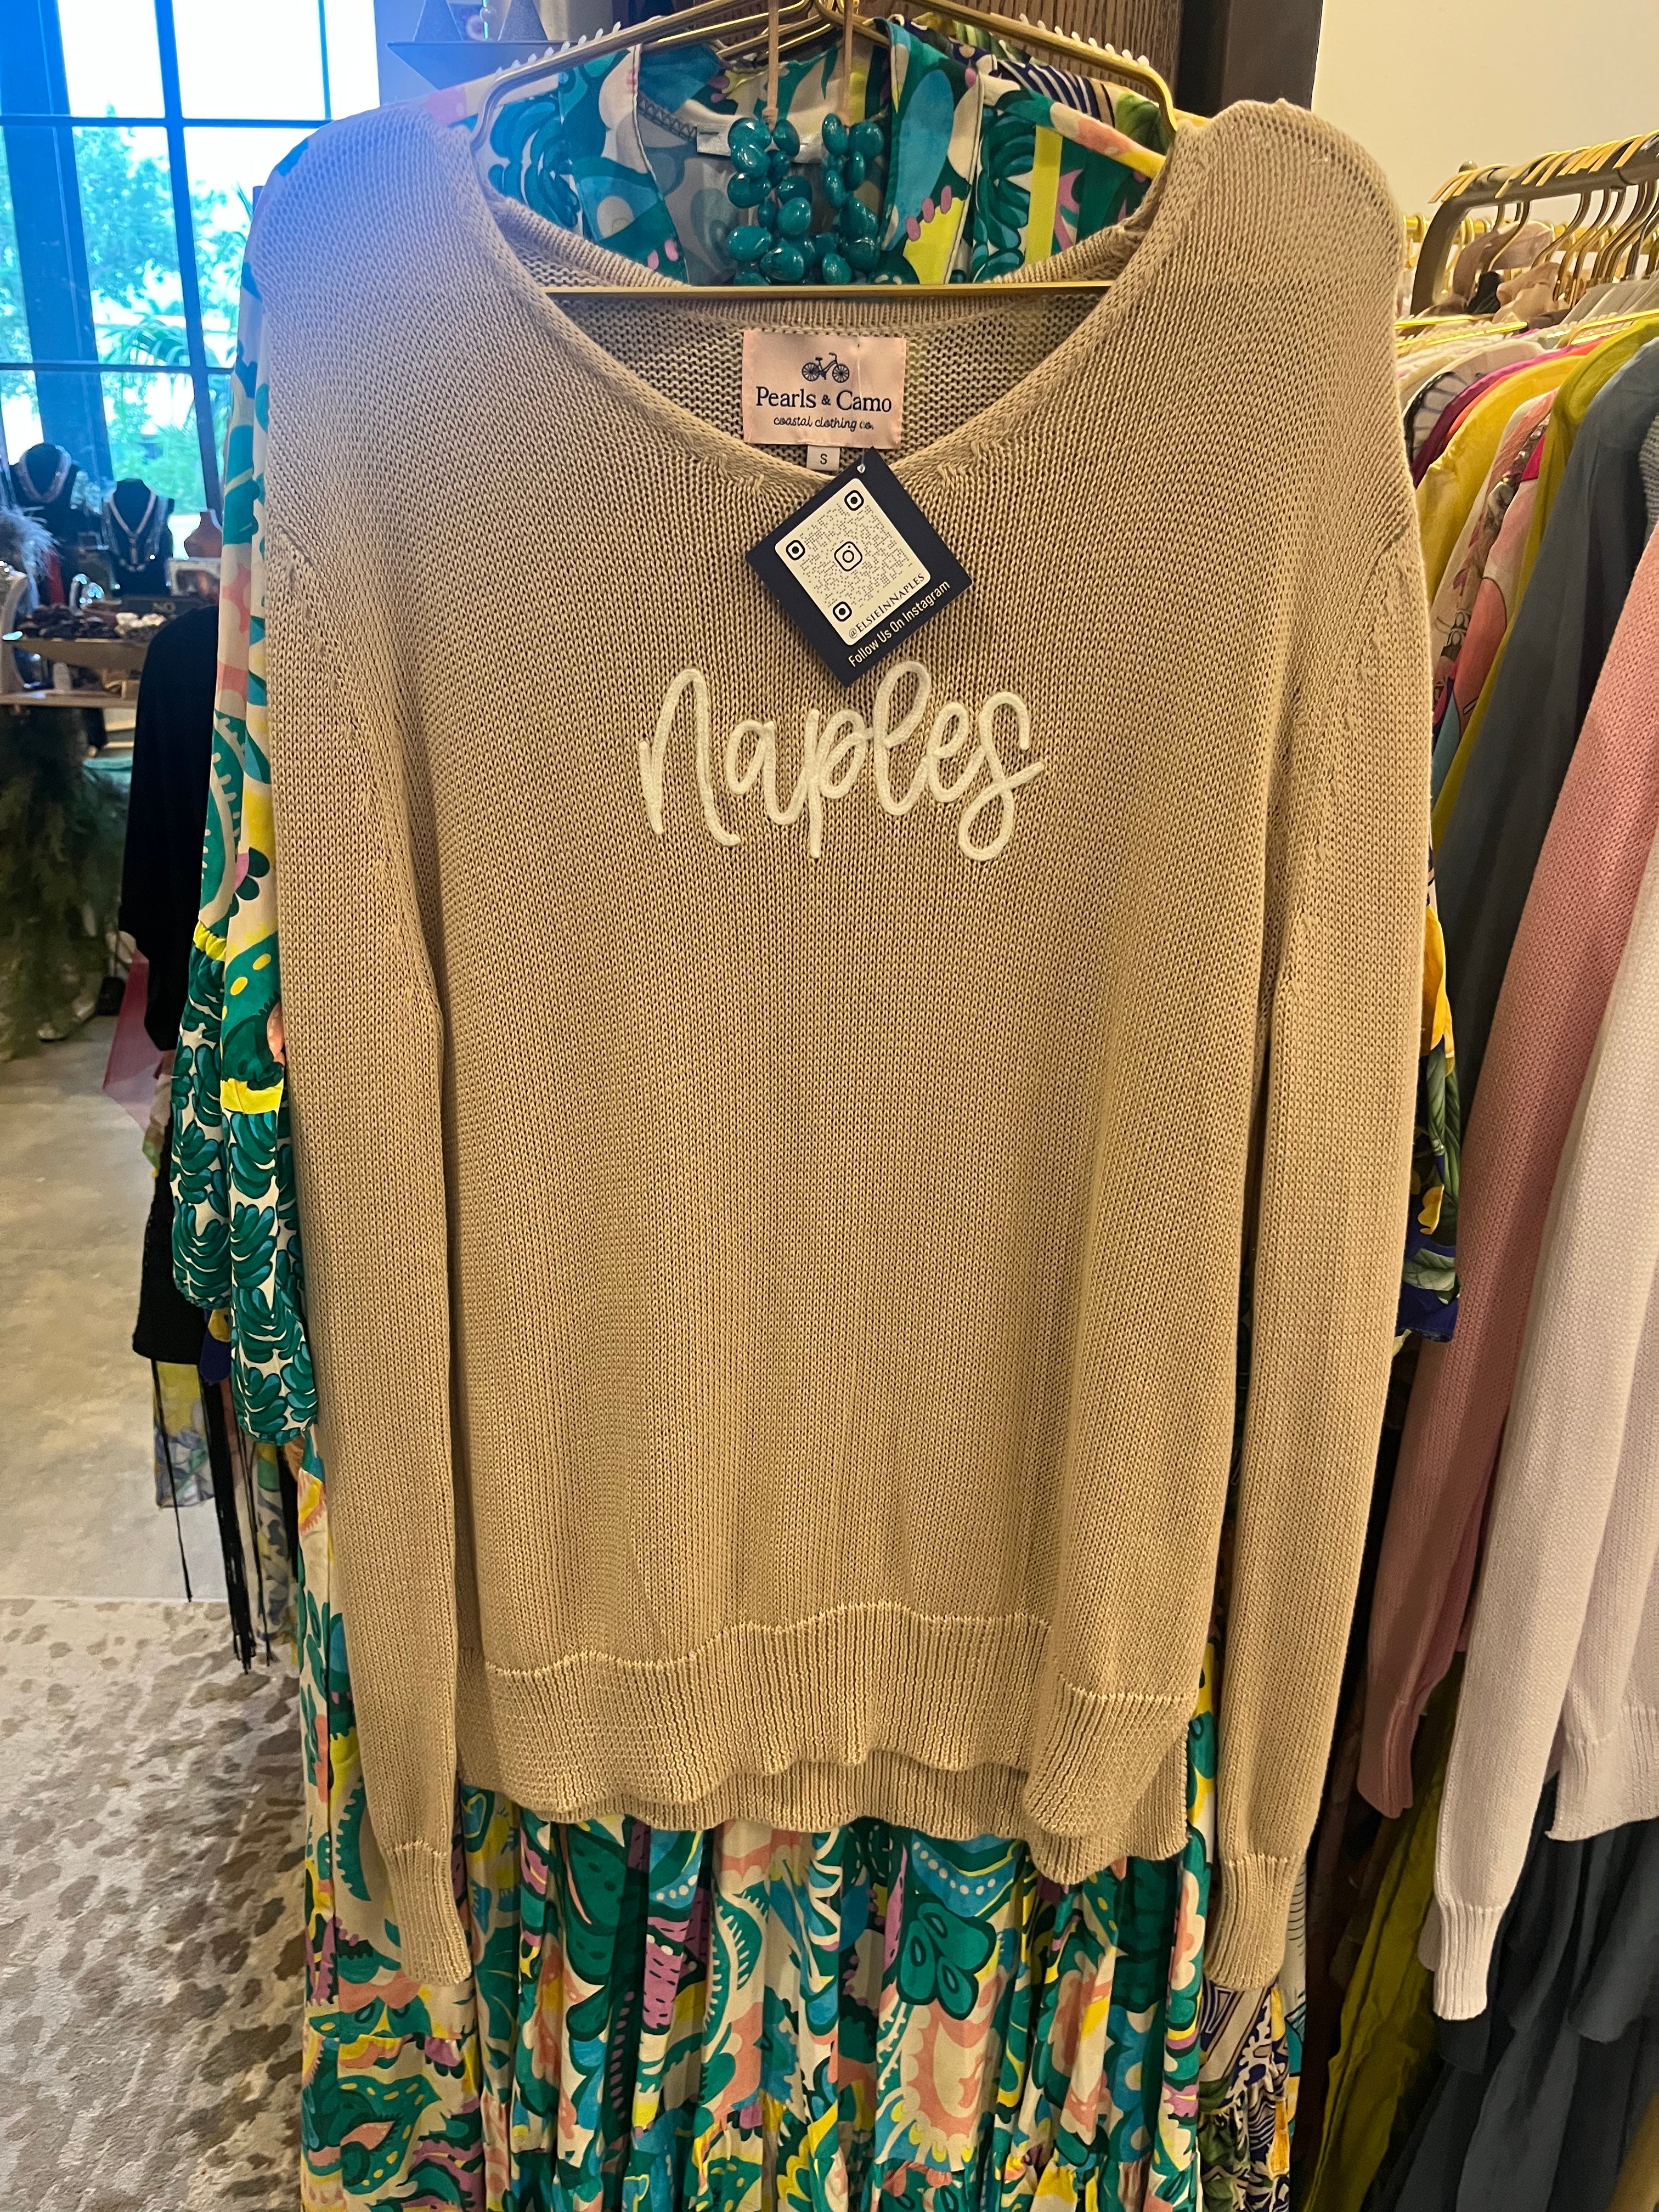 Pearls & Camo
coastal clothing co.
S
@ELSIEINNAPLES
Follow Us On Instagram
Naples